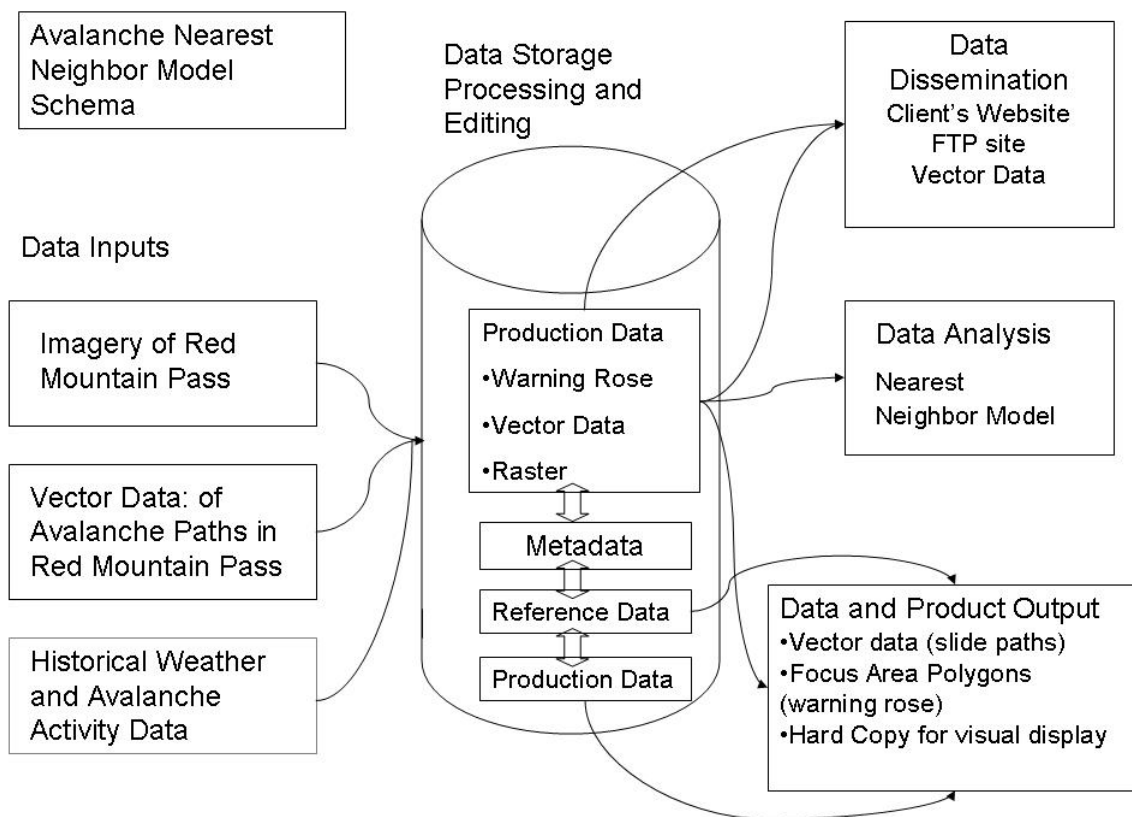 Avalanche Nearest
Neighbor Model
Schema
Data Storage
Processing and
Editing
Data
Dissemination
Client's Website
FTP site
Vector Data
Data Inputs
Imagery of Red
Mountain Pass
Vector Data: of
Avalanche Paths in
Red Mountain Pass
Historical Weather
and Avalanche
Activity Data
Production Data
•Warning Rose
•Vector Data
•Raster
Metadata
Reference Data
Production Data
Data Analysis
Nearest
Neighbor Model
Data and Product Output
•Vector data (slide paths)
•Focus Area Polygons
(warning rose)
•Hard Copy for visual display